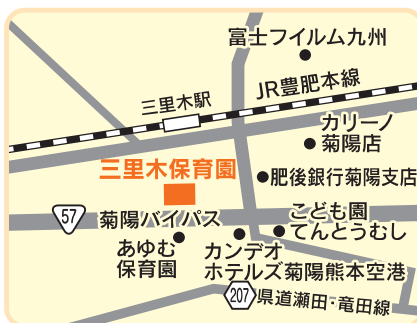 富士フイルム九州
JR豊肥本線
三里木駅
カリーノ
菊陽店
三里木保育園
肥後銀行菊陽支店
57
菊陽バイパス
こども園
てんとうむし
あゆむ
保育園
カンデオ
ホテルズ菊陽熊本空港
207
県道瀬田・竜田線